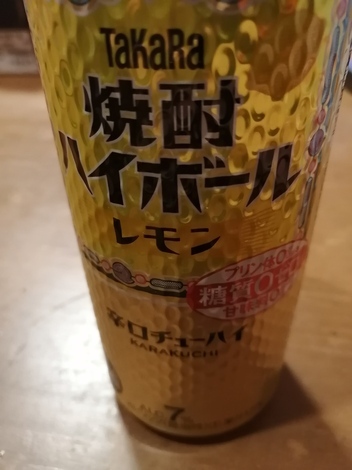 TaKaRa
焼酎
ハイボール
レモン
プリン体0
糖質0
辛口チューハイ
KARAKUCHI
7